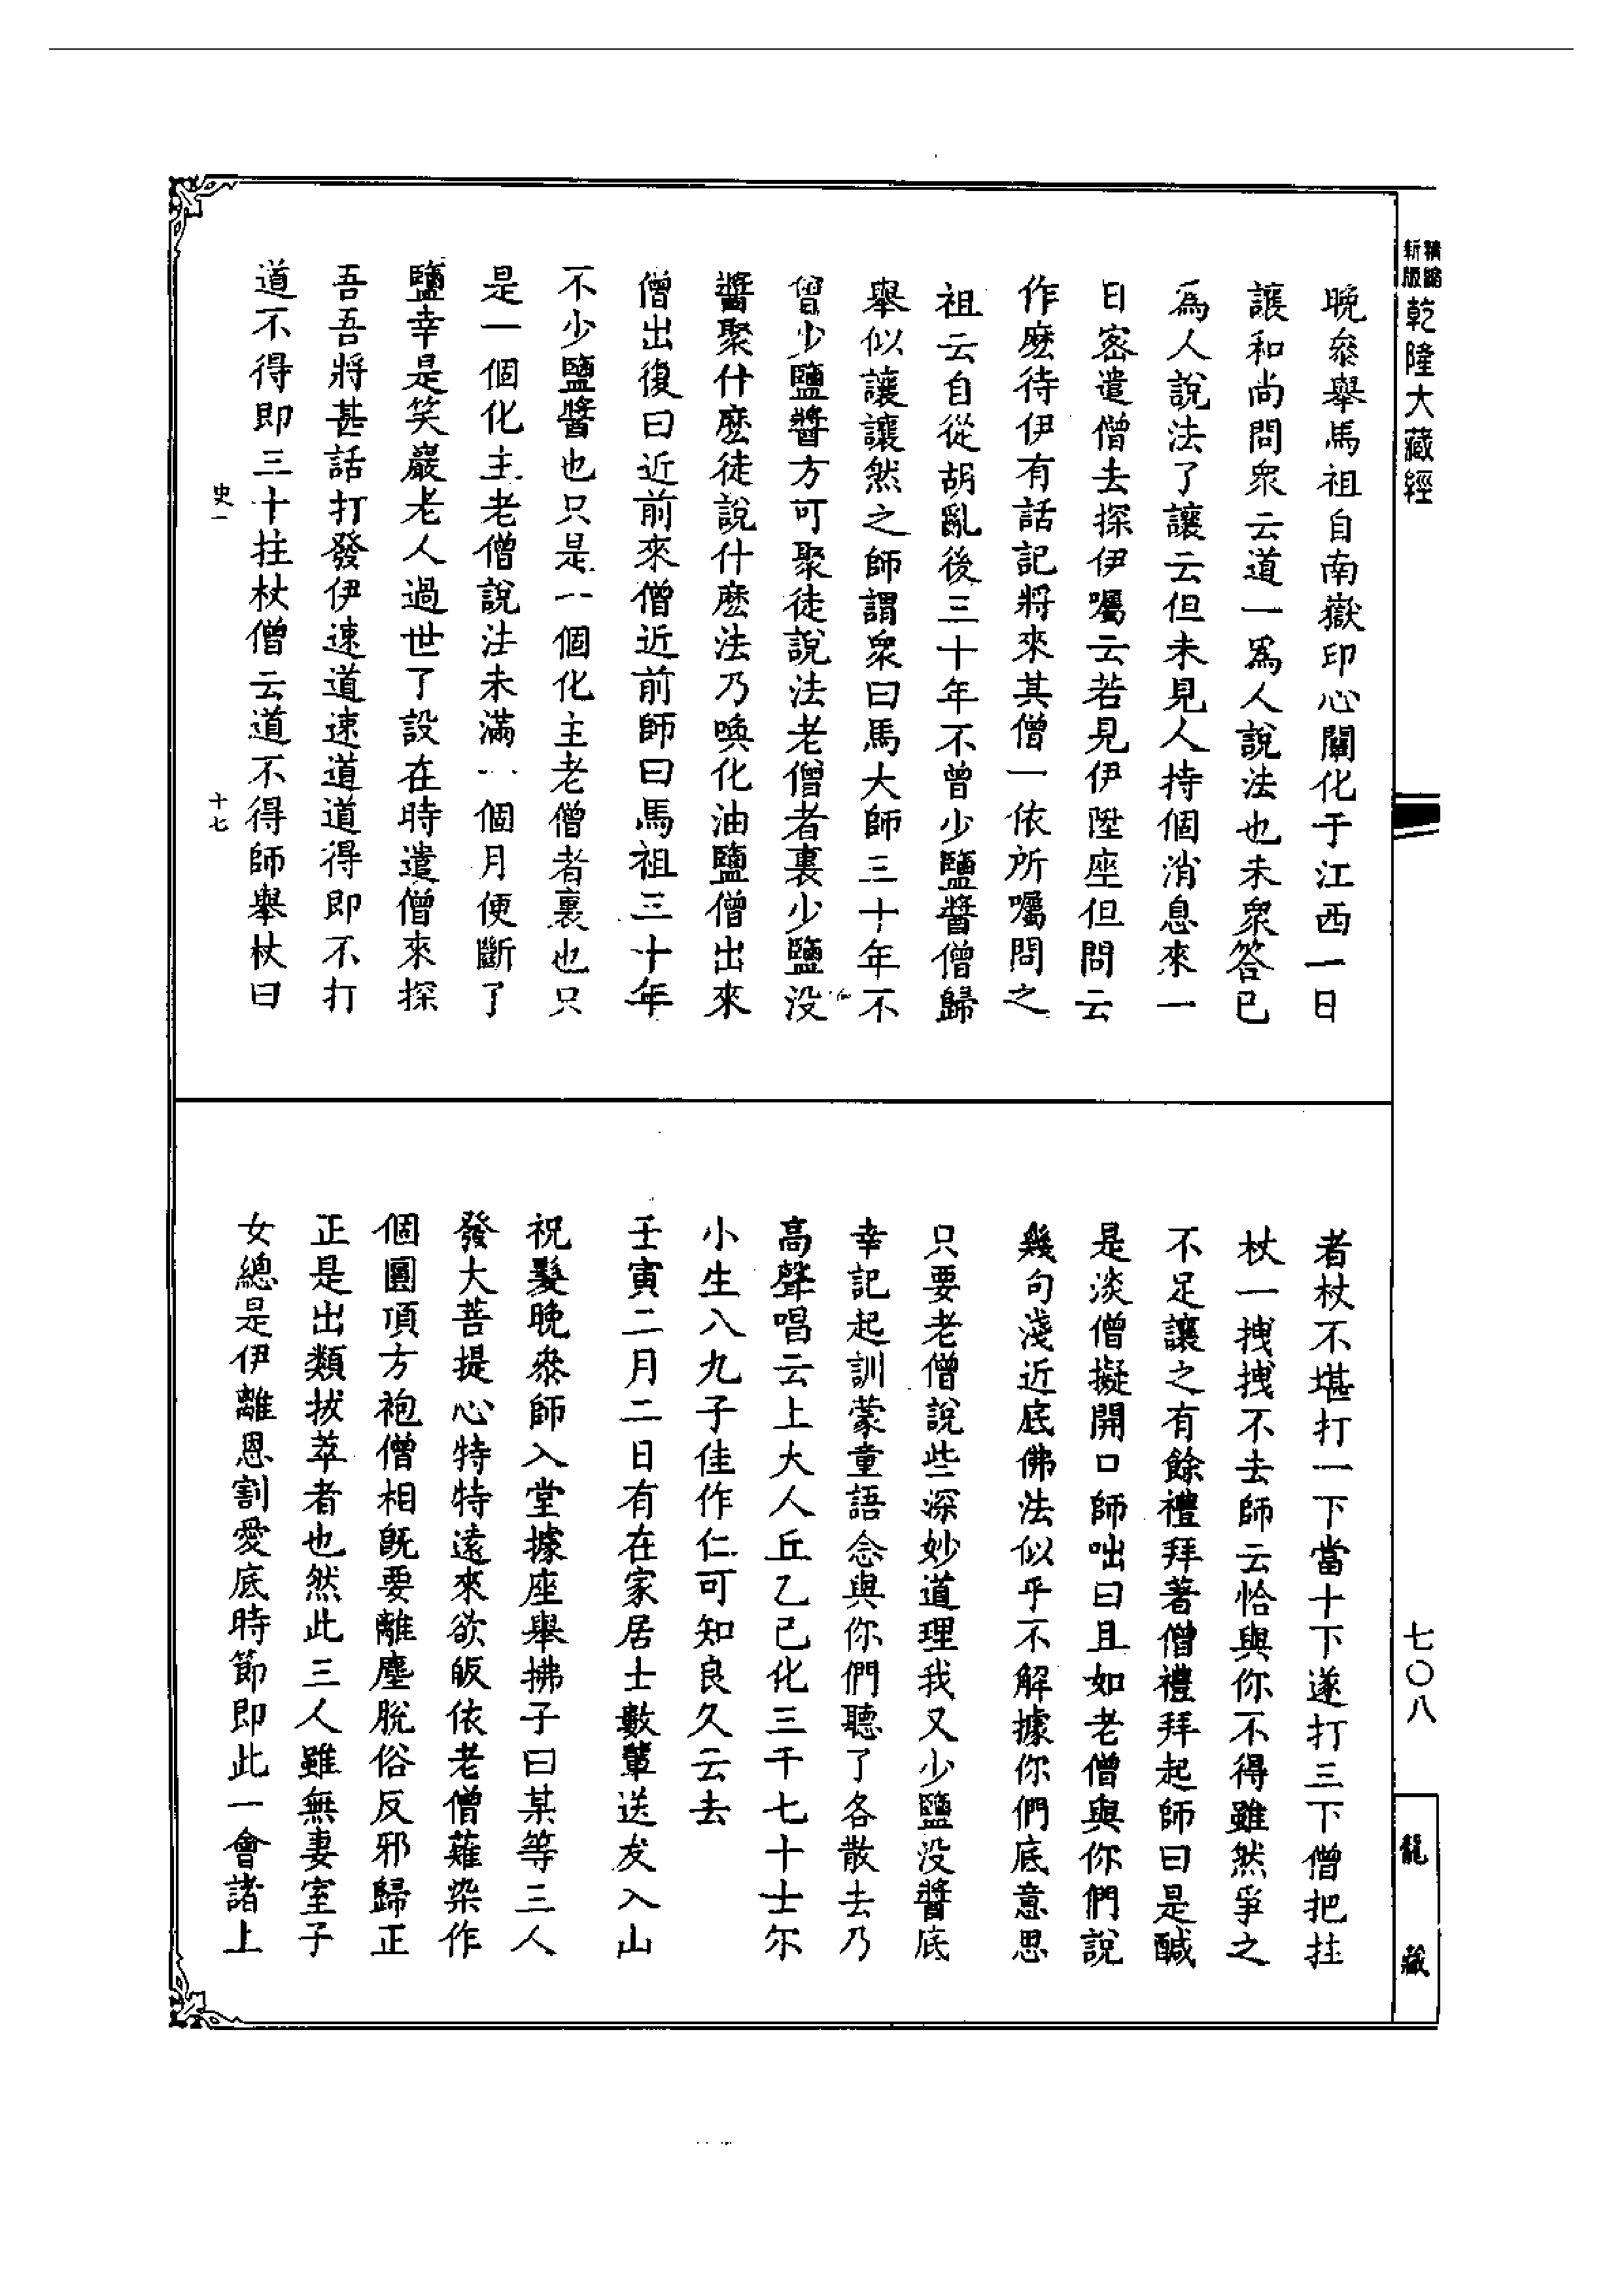 精縮
新版
乾隆大藏經
晚叅舉馬祖自南嶽印心闡化于江西一日
讓和尚問衆云道一爲人說法也未衆答已
爲人說法了讓云但未見人持個消息來一
日密遣僧去探伊囑云若見伊陞座但問云
作麽待伊有話記將來其僧一依所囑問之
祖云自從胡亂後三十年不曾少鹽醬僧歸
舉似讓讓然之師謂衆曰馬大師三十年不
曾少鹽醬方可聚徒說法老僧者裏少鹽没
醬聚什麽徒說什麽法乃喚化油鹽僧出來
僧出復曰近前來僧近前師曰馬祖三十年
不少鹽醬也只是一個化主老僧者裏也只
是一個化主老僧說法未滿一個月便斷了
鹽幸是笑巖老人過世了設在時遣僧來探
吾吾將甚話打發伊速道速道道得即不打
道不得即三十拄杖僧云道不得師舉杖曰
史一
十七
者杖不堪打一下當十下遂打三下僧把拄
杖一拽拽不去師云恰與你不得雖然爭之
不足讓之有餘禮拜著僧禮拜起師曰是醎
是淡僧擬開口師咄曰且如老僧與你們說
幾句淺近底佛法似乎不解據你們底意思
只要老僧說些深妙道理我又少鹽没醬底
幸記起訓蒙童語念與你們聽了各散去乃
高聲唱云上大人丘乙己化三千七十士尔
小生八九子佳作仁可知良久云去
壬寅二月二日有在家居士數輩送友入山
祝髮晚叅師入堂據座舉拂子曰某等三人
發大菩提心特特遠來欲皈依老僧薙染作
個圓頂方袍僧相旣要離塵脫俗反邪歸正
正是出類拔萃者也然此三人雖無妻室子
女總是伊離恩割愛底時節即此一會諸上
七〇八
龍藏